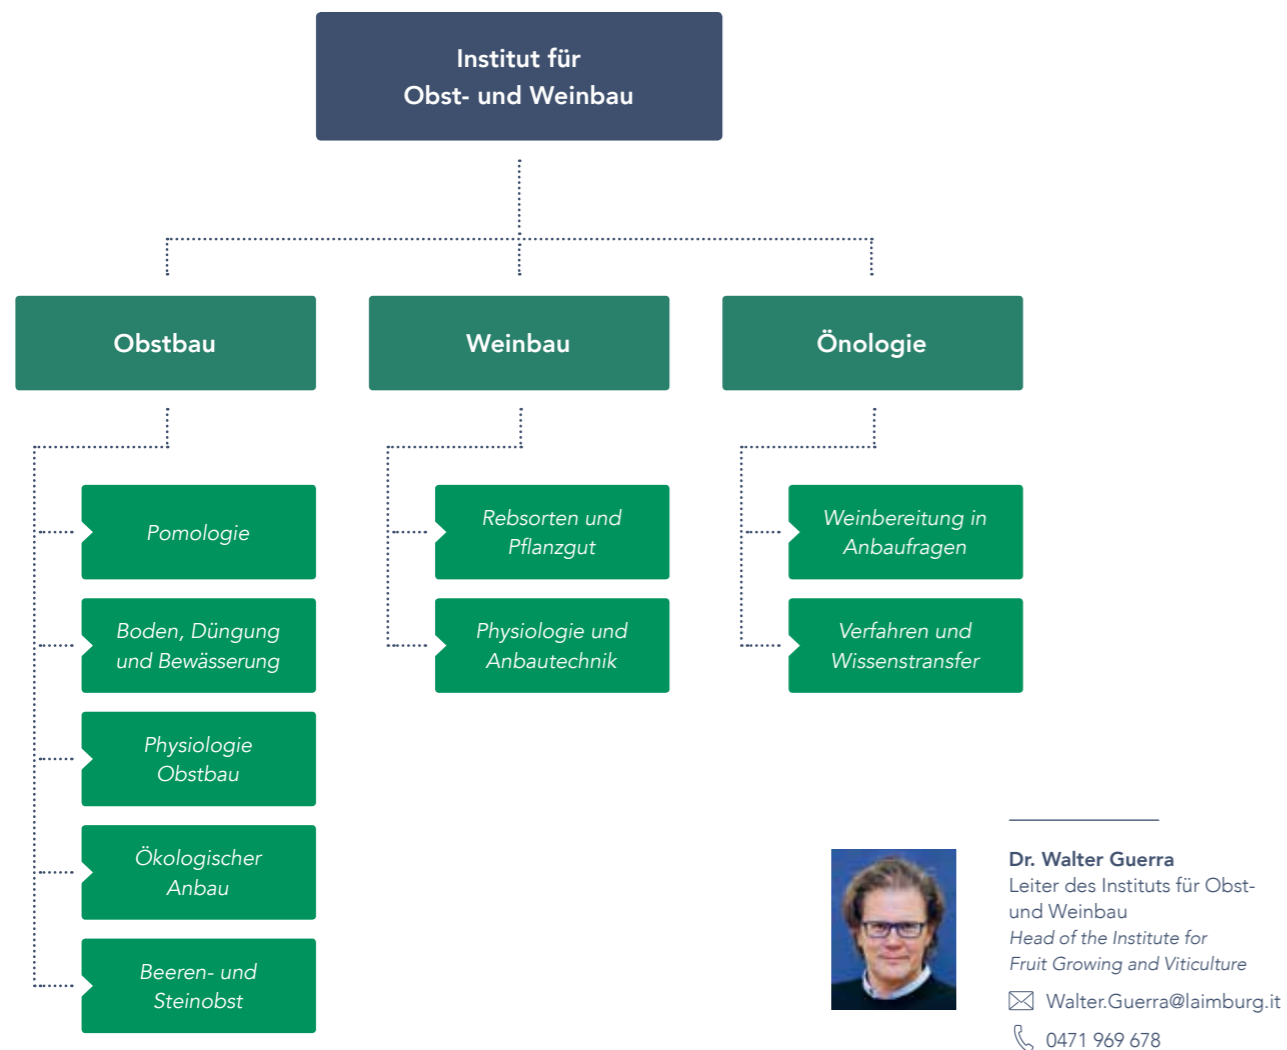 Institut für
Obst- und Weinbau
Obstbau
Weinbau
Önologie
Pomologie
Boden, Düngung
und Bewässerung
Physiologie
Obstbau
Ökologischer
Anbau
Beeren- und
Steinobst
Rebsorten und
Pflanzgut
Physiologie und
Anbautechnik
Weinbereitung in
Anbaufragen
Verfahren und
Wissenstransfer
Dr. Walter Guerra
Leiter des Instituts für Obst-
und Weinbau
Head of the Institute for
Fruit Growing and Viticulture
Walter.Guerra@laimburg.it
0471 969 678